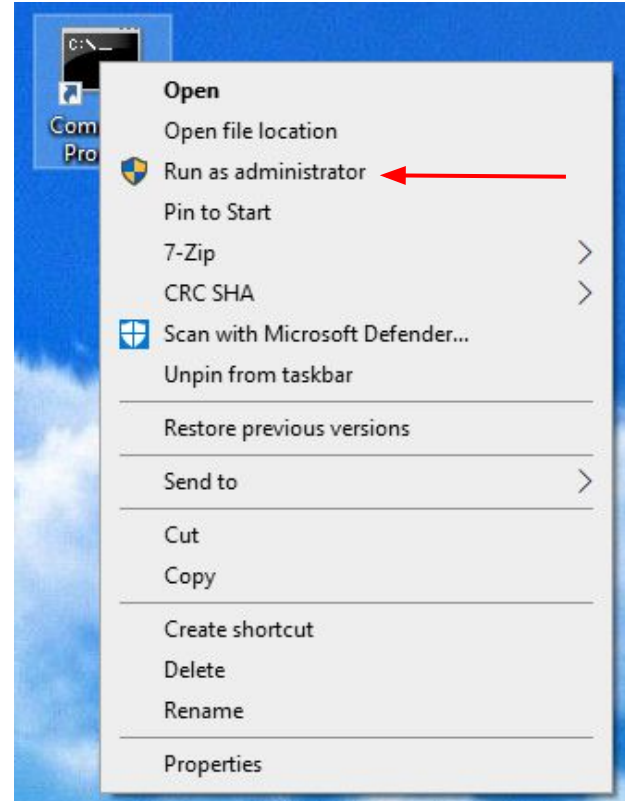 C:\
Com
Pro
Open
Open file location
Run as administrator
Pin to Start
7-Zip
CRC SHA
Scan with Microsoft Defender...
Unpin from taskbar
Restore previous versions
Send to
Cut
Copy
Create shortcut
Delete
Rename
Properties